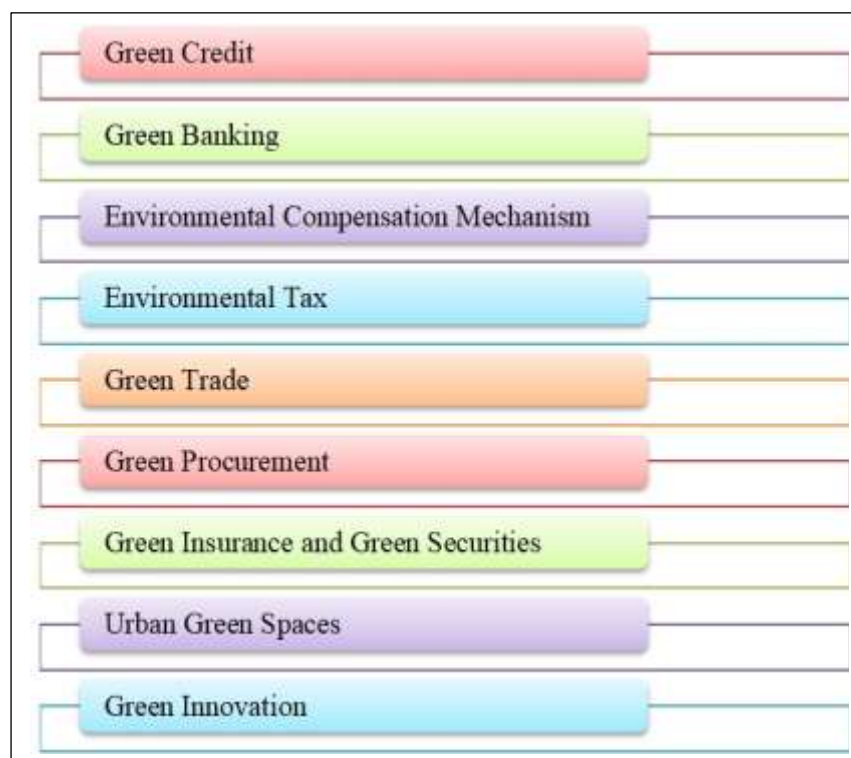 Green Credit
Green Banking
Environmental Compensation Mechanism
Environmental Tax
Green Trade
Green Procurement
Green Insurance and Green Securities
Urban Green Spaces
Green Innovation